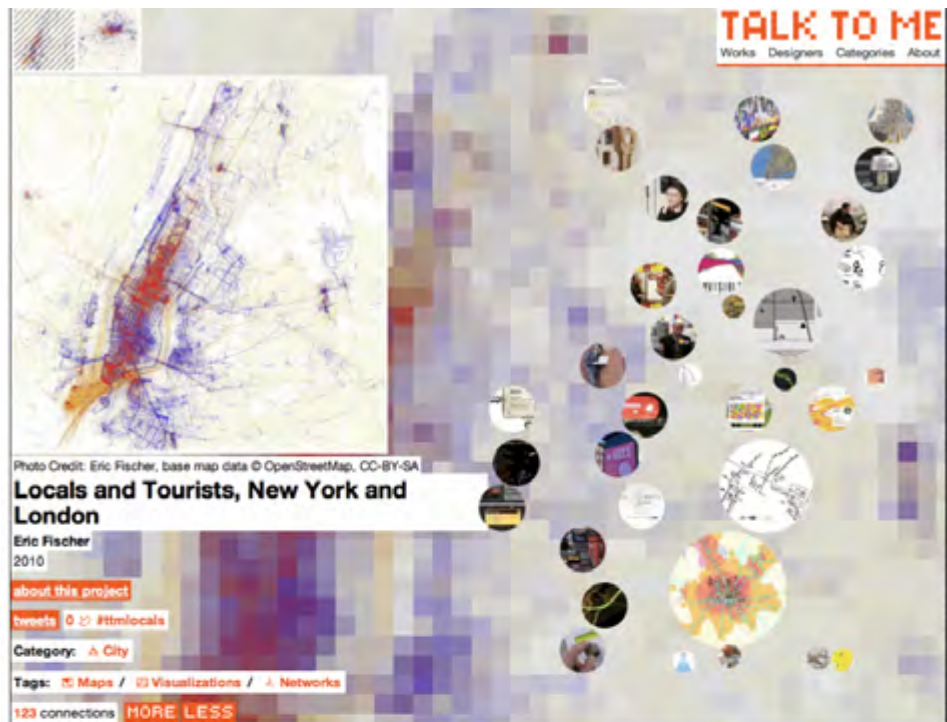 TALK TO ME
Works Designers Categories About
Photo Credit: Eric Fischer, base map data © OpenStreetMap, CC-BY-SA
Locals and Tourists, New York and
London
Eric Fischer
2010
about this project
tweets 0 #ttmlocals
Category: City
Tags: Maps / Visualizations / Networks
123 connections MORE LESS